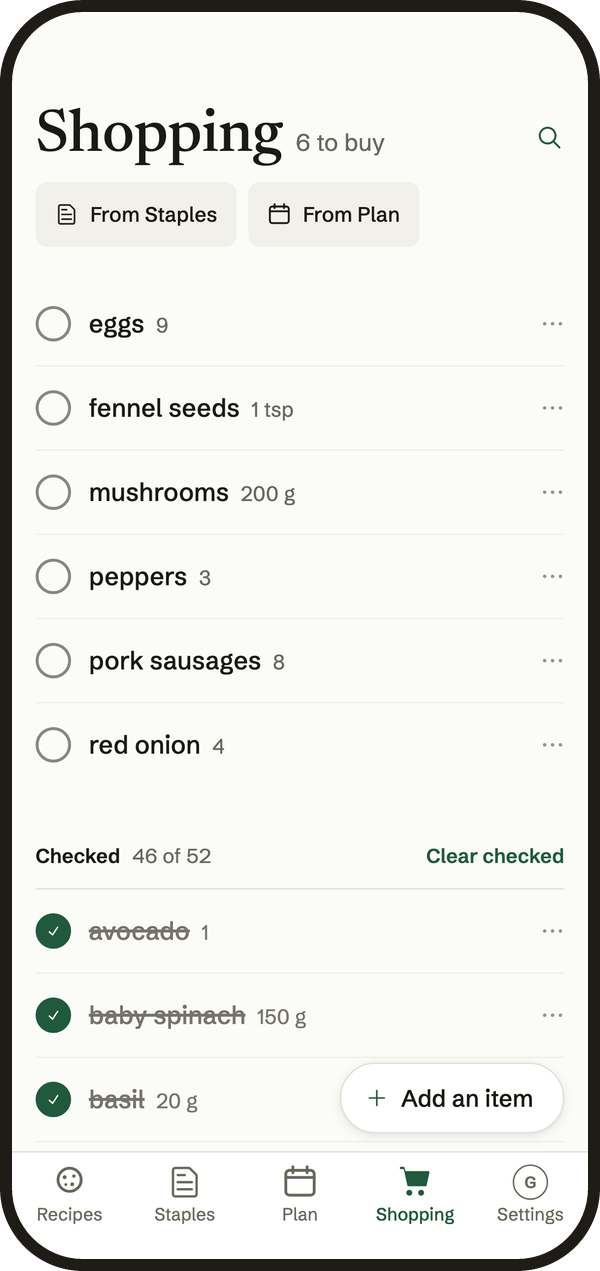 Shopping 6 to buy
From Staples From Plan
eggs 9
fennel seeds 1 tsp
mushrooms 200 g
peppers 3
pork sausages 8
red onion 4
Checked 46 of 52 Clear checked
avocado 1
baby spinach 150 g
basil 20 g
+ Add an item
Recipes Staples Plan Shopping G Settings